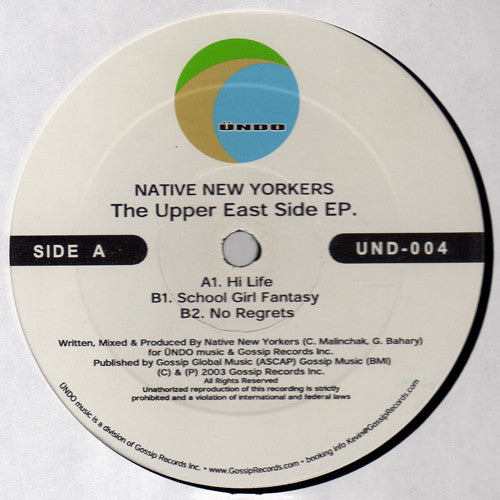 ÜNDO
NATIVE NEW YORKERS
The Upper East Side EP.
SIDE A
UND-004
A1. Hi Life
B1. School Girl Fantasy
B2. No Regrets
Written, Mixed & Produced By Native New Yorkers (C. Malinchak, G. Bahary)
for ÜNDO music & Gossip Records Inc.
Published by Gossip Global Music (ASCAP) Gossip Music (BMI)
(C) & (P) 2003 Gossip Records Inc.
All Rights Reserved
Unathorized reproduction of this recording is strictly
prohibited and a violation of international and federal laws
ÜNDO music is a division of Gossip Records Inc. • www.GossipRecords.com • booking info Kevin@GossipRecords.com